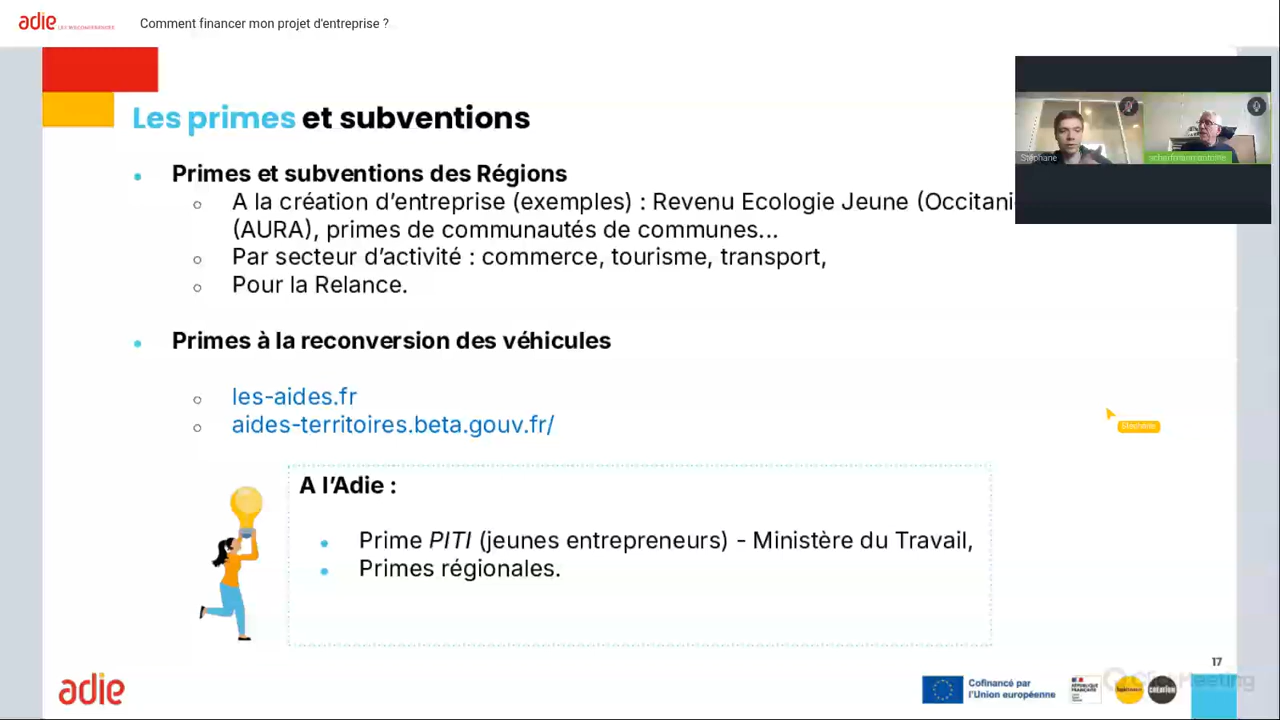 adie
Comment financer mon projet d'entreprise ?
Les primes et subventions
Primes et subventions des Régions
A la création d'entreprise (exemples) : Revenu Ecologie Jeune
(AURA), primes de communautés de communes...
Par secteur d'activité : commerce, tourisme, transport,
Pour la Relance.
Primes à la reconversion des véhicules
les-aides.fr
aides-territoires.beta.gouv.fr/
A l'Adie :
Prime PITI (jeunes entrepreneurs) - Ministère du Travail,
Primes régionales.
Stéphane
17
adie
Cofinancé par
l'Union européenne
RÉPUBLIQUE
FRANÇAISE
ClickMeeting